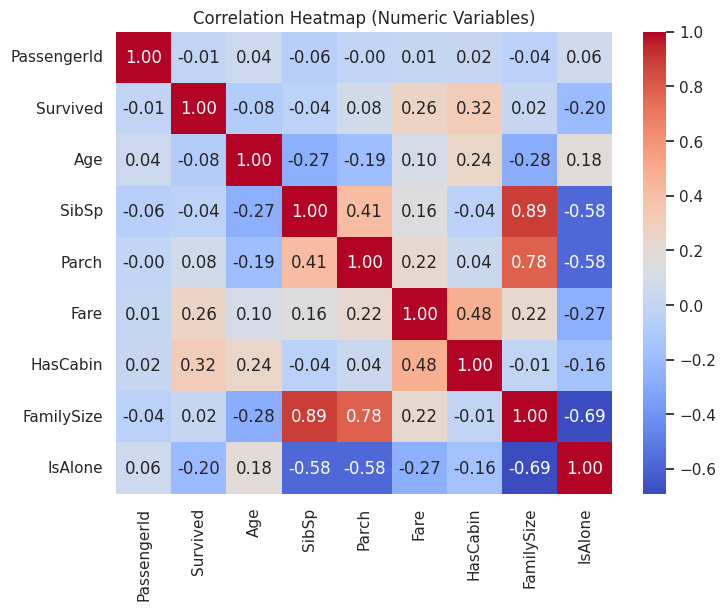 Correlation Heatmap (Numeric Variables)
PassengerId 1.00 -0.01 0.04 -0.06 -0.00 0.01 0.02 -0.04 0.06
Survived -0.01 1.00 -0.08 -0.04 0.08 0.26 0.32 0.02 -0.20
Age 0.04 -0.08 1.00 -0.27 -0.19 0.10 0.24 -0.28 0.18
SibSp -0.06 -0.04 -0.27 1.00 0.41 0.16 -0.04 0.89 -0.58
Parch -0.00 0.08 -0.19 0.41 1.00 0.22 0.04 0.78 -0.58
Fare 0.01 0.26 0.10 0.16 0.22 1.00 0.48 0.22 -0.27
HasCabin 0.02 0.32 0.24 -0.04 0.04 0.48 1.00 -0.01 -0.16
FamilySize -0.04 0.02 -0.28 0.89 0.78 0.22 -0.01 1.00 -0.69
IsAlone 0.06 -0.20 0.18 -0.58 -0.58 -0.27 -0.16 -0.69 1.00
PassengerId
Survived
Age
SibSp
Parch
Fare
HasCabin
FamilySize
IsAlone
1.0
0.8
0.6
0.4
0.2
0.0
−0.2
−0.4
−0.6